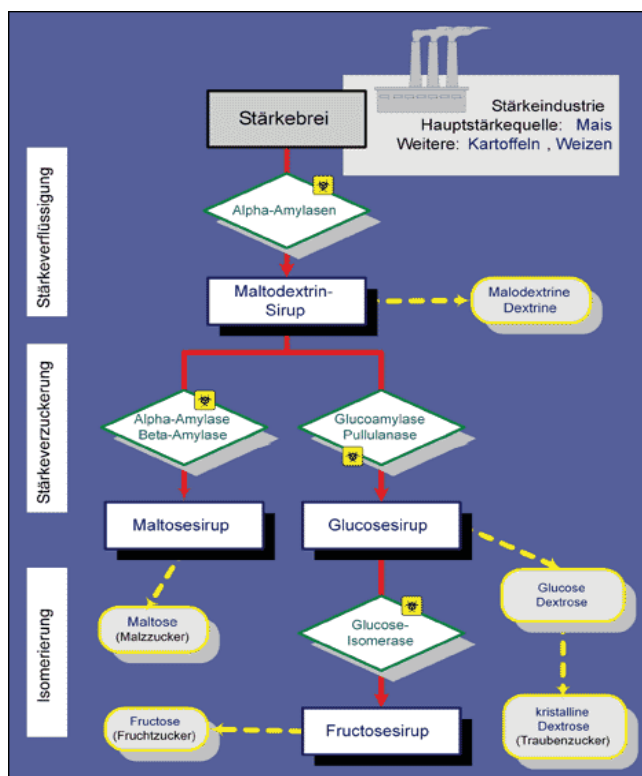 Stärkebrei
Stärkeindustrie
Hauptstärkequelle: Mais
Weitere: Kartoffeln , Weizen
Stärkeverflüssigung
Alpha-Amylasen
Maltodextrin-
Sirup
Malodextrine
Dextrine
Stärkeverzuckerung
Alpha-Amylase
Beta-Amylase
Glucoamylase
Pullulanase
Maltosesirup
Glucosesirup
Isomerierung
Maltose
(Malzzucker)
Glucose-
Isomerase
Glucose
Dextrose
Fructose
(Fruchtzucker)
Fructosesirup
kristalline
Dextrose
(Traubenzucker)